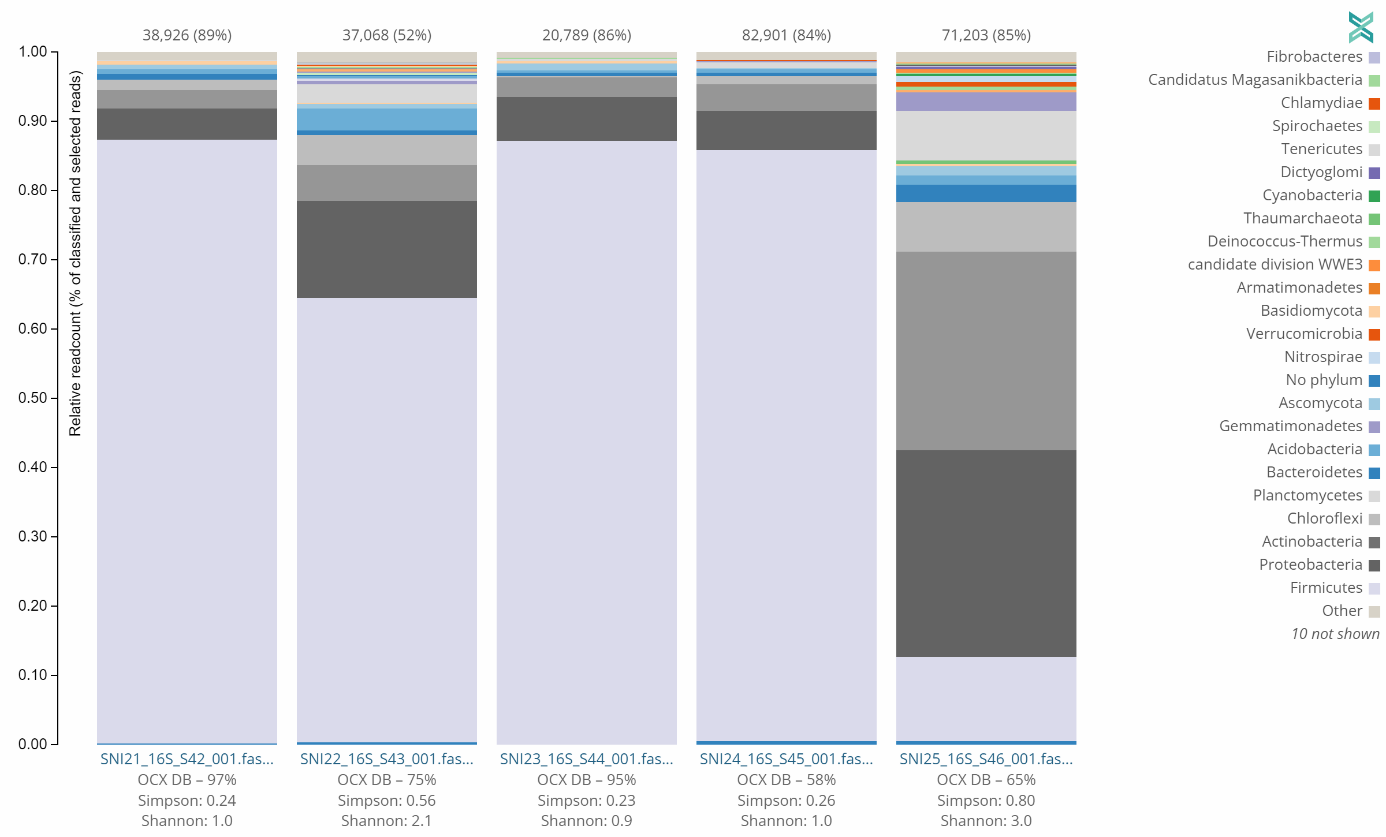 38,926 (89%)
37,068 (52%)
20,789 (86%)
82,901 (84%)
71,203 (85%)
Relative readcount (% of classified and selected reads)
1.00
0.90
0.80
0.70
0.60
0.50
0.40
0.30
0.20
0.10
0.00
SNI21_16S_S42_001.fas...
OCX DB – 97%
Simpson: 0.24
Shannon: 1.0
SNI22_16S_S43_001.fas...
OCX DB – 75%
Simpson: 0.56
Shannon: 2.1
SNI23_16S_S44_001.fas...
OCX DB – 95%
Simpson: 0.23
Shannon: 0.9
SNI24_16S_S45_001.fas...
OCX DB – 58%
Simpson: 0.26
Shannon: 1.0
SNI25_16S_S46_001.fas...
OCX DB – 65%
Simpson: 0.80
Shannon: 3.0
Fibrobacteres
Candidatus Magasanikbacteria
Chlamydiae
Spirochaetes
Tenericutes
Dictyoglomi
Cyanobacteria
Thaumarchaeota
Deinococcus-Thermus
candidate division WWE3
Armatimonadetes
Basidiomycota
Verrucomicrobia
Nitrospirae
No phylum
Ascomycota
Gemmatimonadetes
Acidobacteria
Bacteroidetes
Planctomycetes
Chloroflexi
Actinobacteria
Proteobacteria
Firmicutes
Other
10 not shown